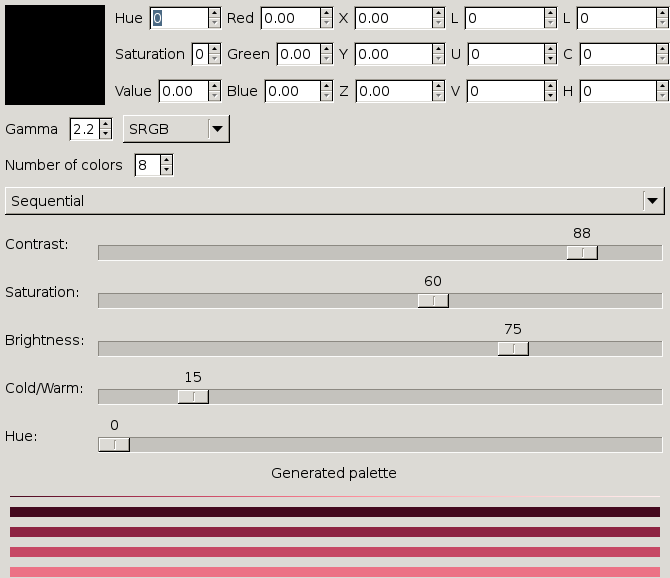 Hue 0 Red 0.00 X 0.00 L 0 L 0
Saturation 0 Green 0.00 Y 0.00 U 0 C 0
Value 0.00 Blue 0.00 Z 0.00 V 0 H 0
Gamma 2.2 SRGB
Number of colors 8
Sequential
88
Contrast:
60
Saturation:
75
Brightness:
15
Cold/Warm:
0
Hue:
Generated palette